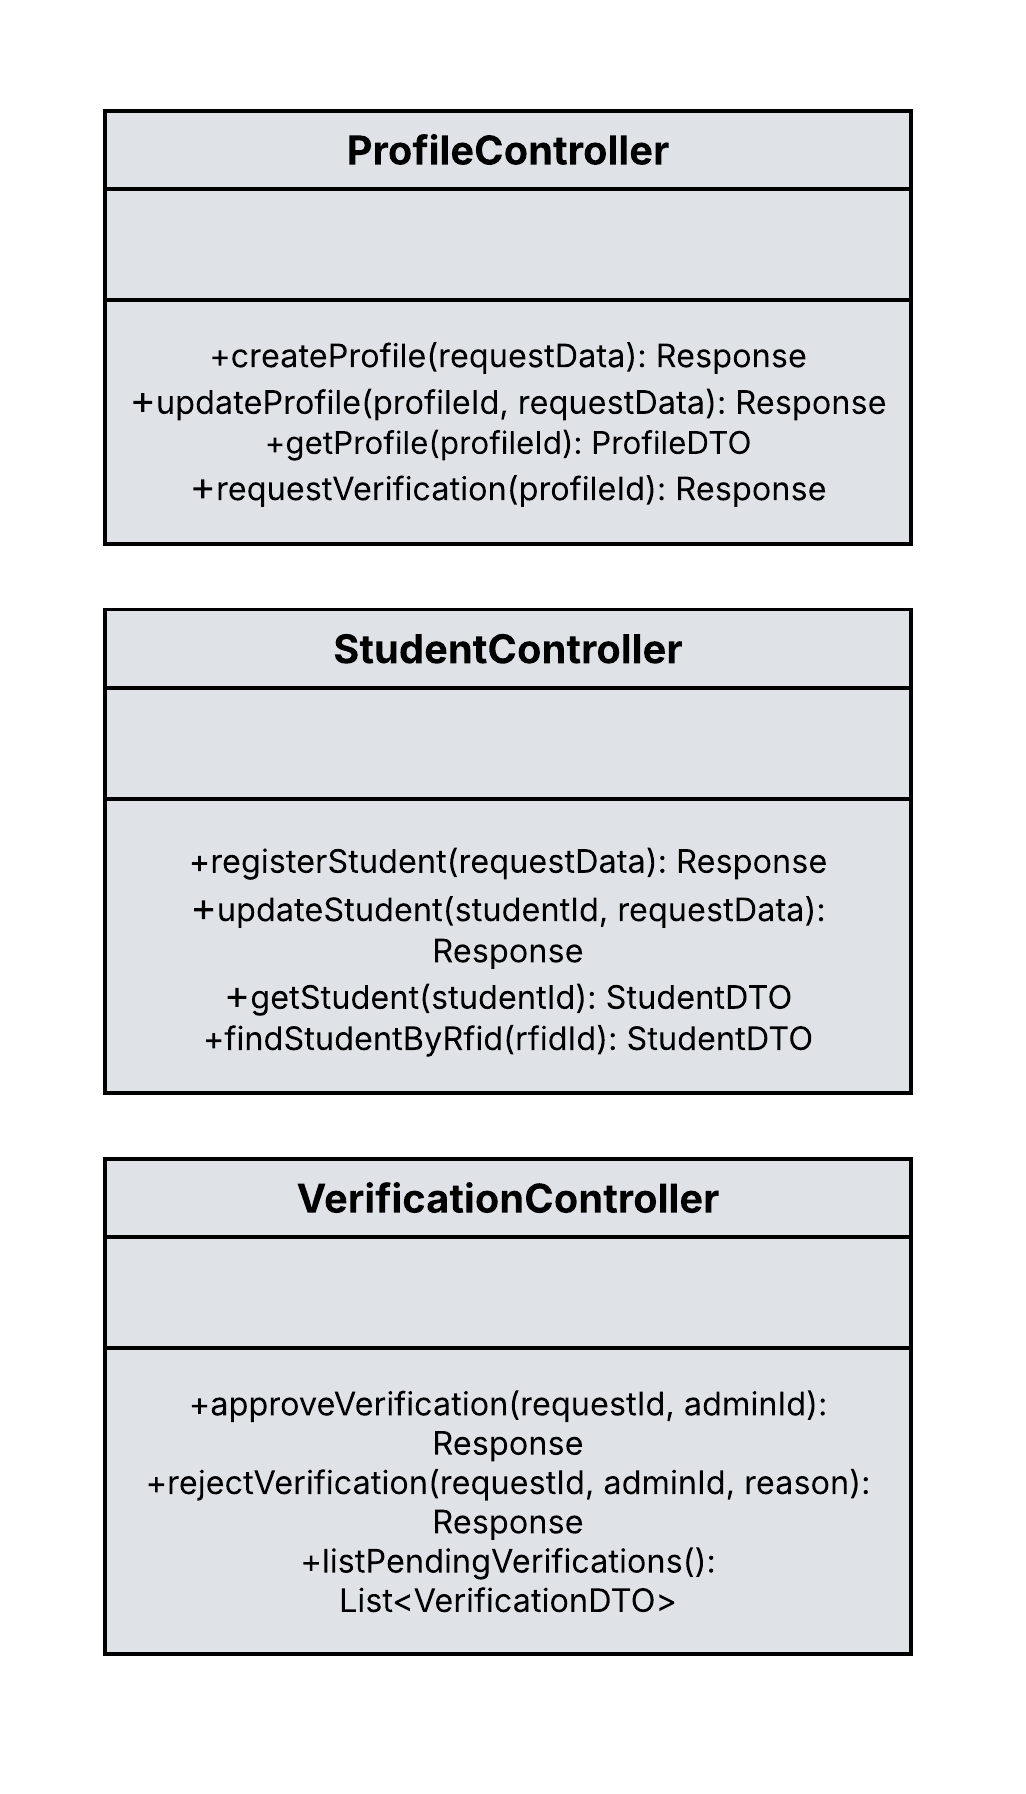 ProfileController
+createProfile(requestData): Response
+updateProfile(profileId, requestData): Response
+getProfile(profileId): ProfileDTO
+requestVerification(profileId): Response
StudentController
+registerStudent(requestData): Response
+updateStudent(studentId, requestData):
Response
+getStudent(studentId): StudentDTO
+findStudentByRfid(rfidId): StudentDTO
VerificationController
+approveVerification(requestId, adminId):
Response
+rejectVerification(requestId, adminId, reason):
Response
+listPendingVerifications():
List<VerificationDTO>